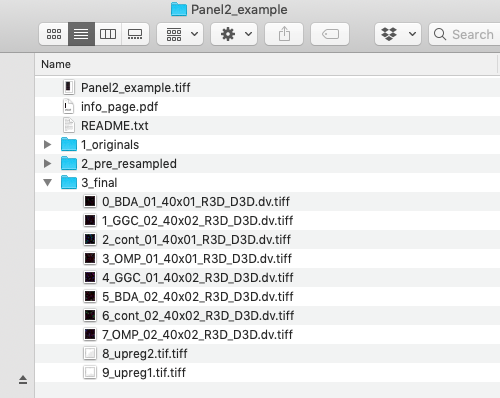 Panel2_example
Search
Name
Panel2_example.tiff
info_page.pdf
README.txt
1_originals
2_pre_resampled
3_final
0_BDA_01_40x01_R3D_D3D.dv.tiff
1_GGC_02_40x02_R3D_D3D.dv.tiff
2_cont_01_40x01_R3D_D3D.dv.tiff
3_OMP_01_40x01_R3D_D3D.dv.tiff
4_GGC_01_40x02_R3D_D3D.dv.tiff
5_BDA_02_40x02_R3D_D3D.dv.tiff
6_cont_02_40x02_R3D_D3D.dv.tiff
7_OMP_02_40x02_R3D_D3D.dv.tiff
8_upreg2.tif.tiff
9_upreg1.tif.tiff